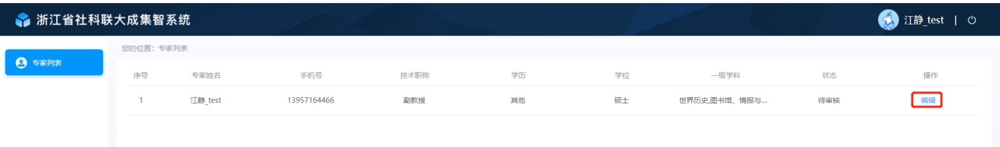 浙江省社科联大成集智系统 江静_test |
您的位置：专家列表
专家列表
序号 专家姓名 手机号 技术职称 学历 学位 一级学科 状态 操作
1 江静_test 13957164466 副教授 其他 硕士 世界历史,图书馆、情报与... 待审核 编辑